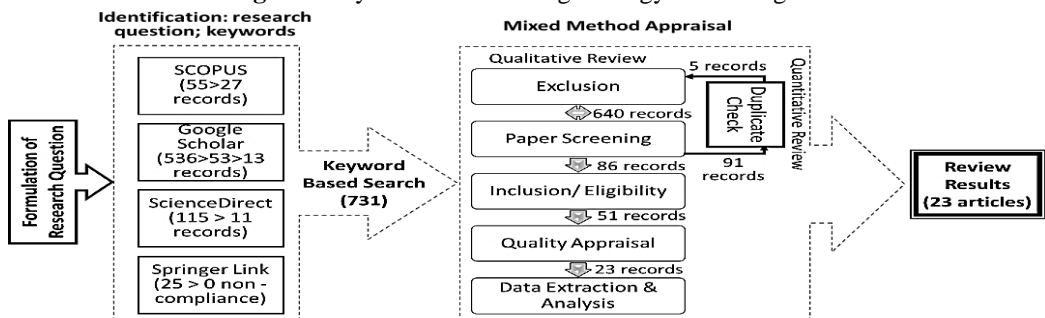 Identification: research
question; keywords
Mixed Method Appraisal
Formulation of
Research Question
SCOPUS
(55>27
records)
Google
Scholar
(536>53>13
records)
ScienceDirect
(115 > 11
records)
Springer Link
(25 > 0 non -
compliance)
Keyword
Based Search
(731)
Qualitative Review
Exclusion
640 records
Paper Screening
86 records
Inclusion/ Eligibility
51 records
Quality Appraisal
23 records
Data Extraction &
Analysis
5 records
Duplicate
Check
91
records
Quantitative Review
Review
Results
(23 articles)